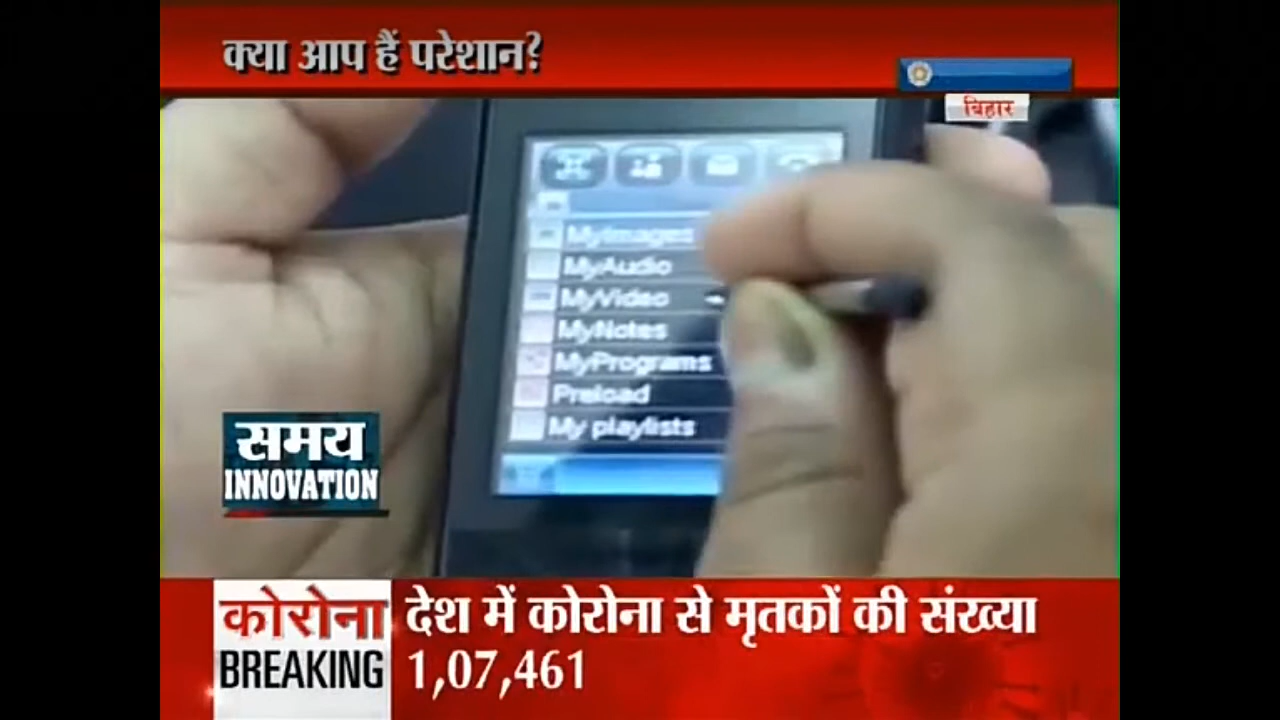 क्या आप हैं परेशान?
बिहार
MyImages
MyAudio
MyVideo
MyNotes
MyPrograms
Preload
My playlists
समय
INNOVATION
कोरोना
BREAKING
देश में कोरोना से मृतकों की संख्या
1,07,461